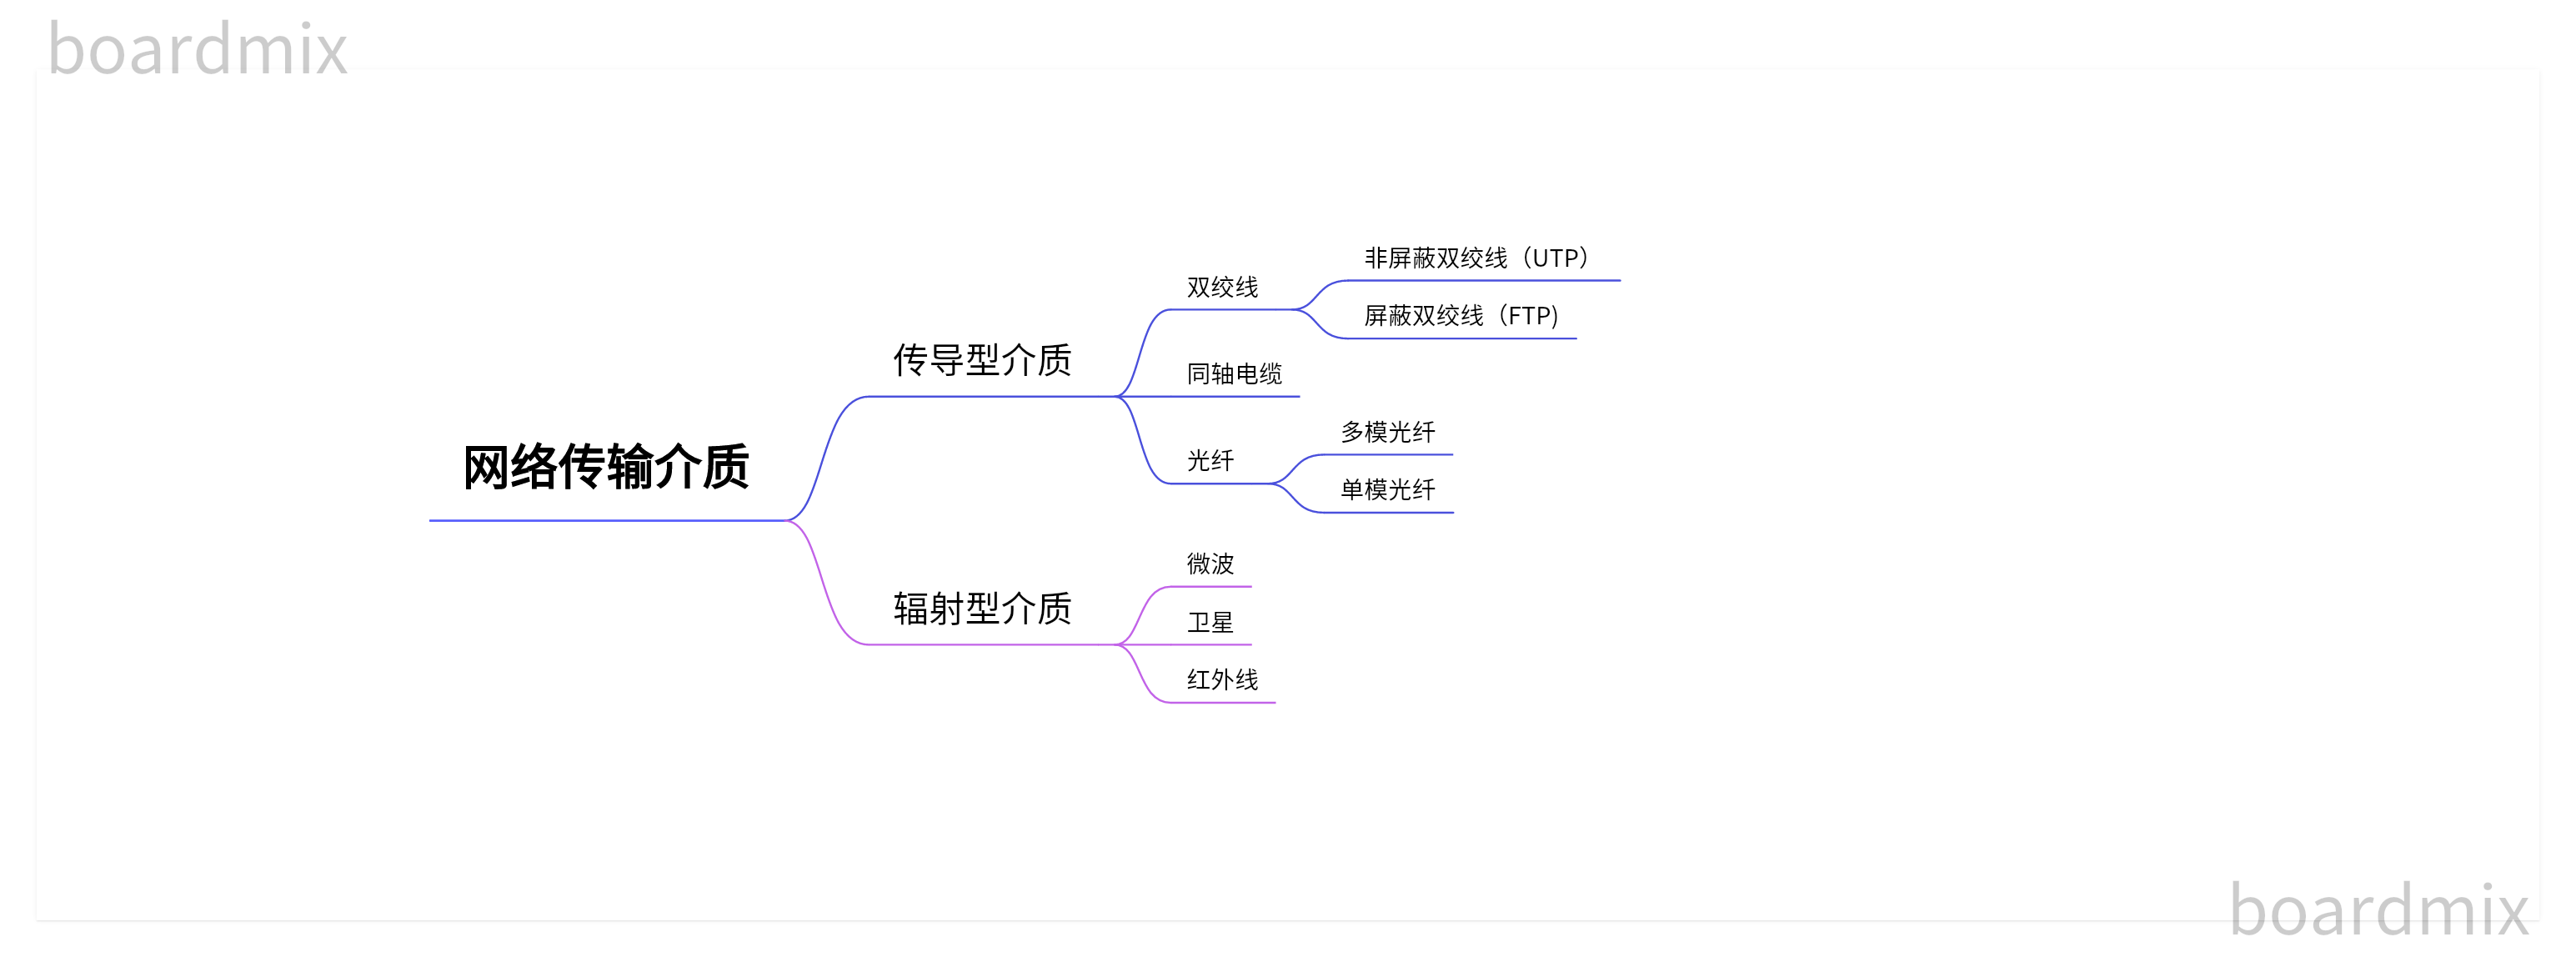 boardmix
网络传输介质
传导型介质
双绞线
非屏蔽双绞线（UTP）
屏蔽双绞线（FTP)
同轴电缆
光纤
多模光纤
单模光纤
辐射型介质
微波
卫星
红外线
boardmix